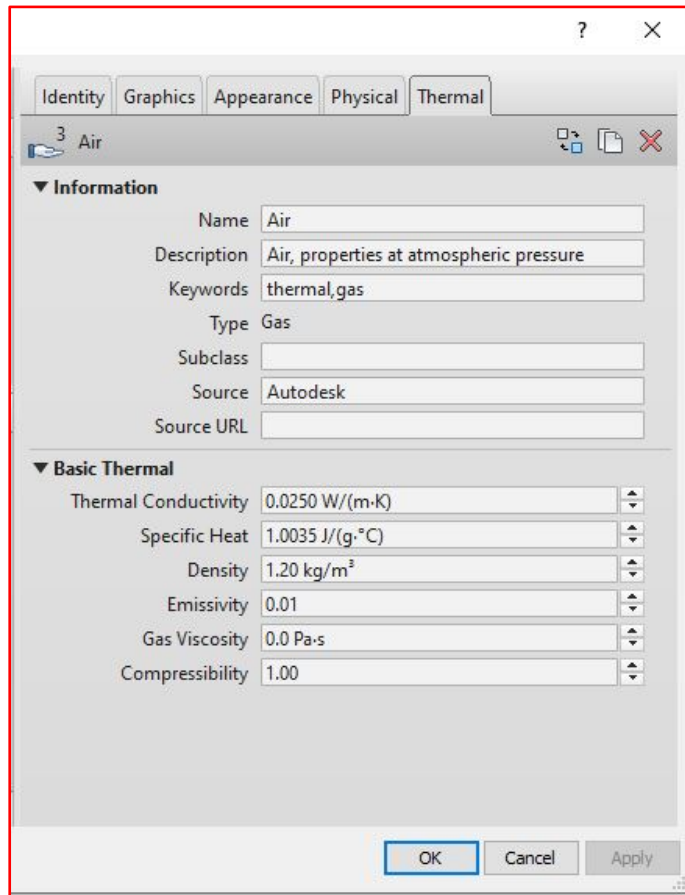 ?
Identity Graphics Appearance Physical Thermal
3 Air
Information
Name Air
Description Air, properties at atmospheric pressure
Keywords thermal,gas
Type Gas
Subclass
Source Autodesk
Source URL
Basic Thermal
Thermal Conductivity 0.0250 W/(m·K)
Specific Heat 1.0035 J/(g·°C)
Density 1.20 kg/m³
Emissivity 0.01
Gas Viscosity 0.0 Pa·s
Compressibility 1.00
OK Cancel Apply